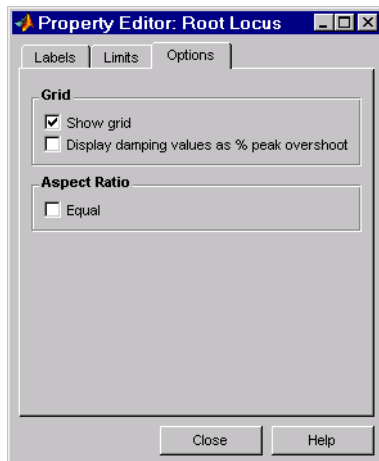 Property Editor: Root Locus
Labels Limits Options
Grid
Show grid
Display damping values as % peak overshoot
Aspect Ratio
Equal
Close Help